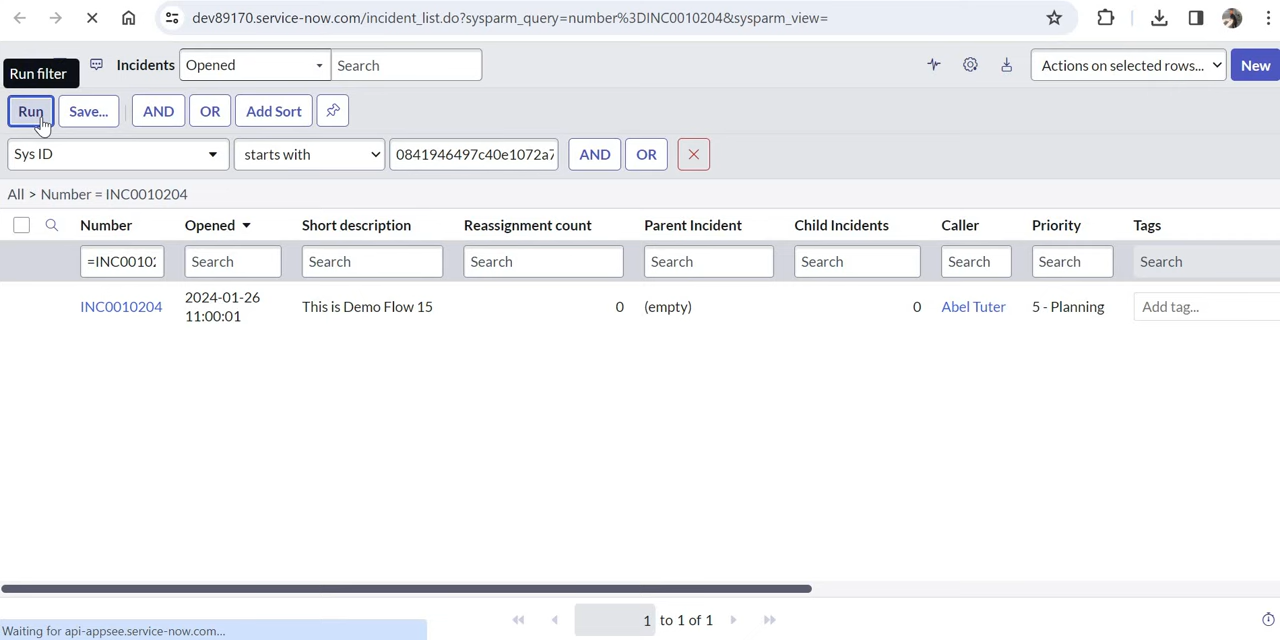 dev89170.service-now.com/incident_list.do?sysparm_query=number%3DINC0010204&sysparm_view=
Run filter
Incidents Opened Search Actions on selected rows... New
Run Save... AND OR Add Sort
Sys ID starts with 0841946497c40e1072a7 AND OR
All > Number = INC0010204
Number Opened Short description Reassignment count Parent Incident Child Incidents Caller Priority Tags
=INC0010 Search Search Search Search Search Search Search Search
INC0010204 2024-01-26 This is Demo Flow 15 0 (empty) 0 Abel Tuter 5 - Planning Add tag...
11:00:01
1 to 1 of 1
Waiting for api-appsee.service-now.com...